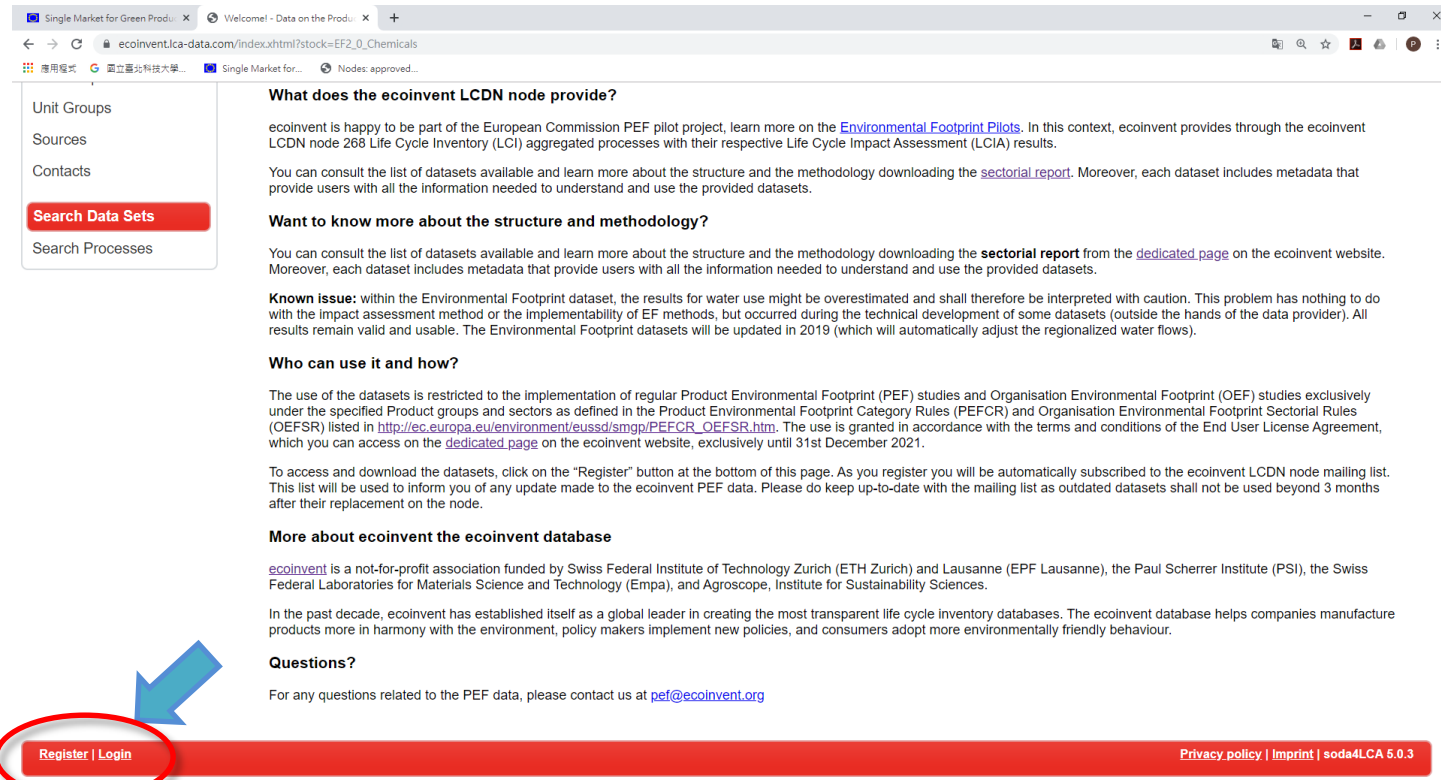 Single Market for Green Produ
Welcome! - Data on the Produ
ecoinvent.lca-data.com/index.xhtml?stock=EF2_0_Chemicals
P
應用程式
國立臺北科技大學...
Single Market for...
Nodes: approved...
Unit Groups
Sources
Contacts
Search Data Sets
Search Processes
What does the ecoinvent LCDN node provide?
ecoinvent is happy to be part of the European Commission PEF pilot project, learn more on the Environmental Footprint Pilots. In this context, ecoinvent provides through the ecoinvent
LCDN node 268 Life Cycle Inventory (LCI) aggregated processes with their respective Life Cycle Impact Assessment (LCIA) results.
You can consult the list of datasets available and learn more about the structure and the methodology downloading the sectorial report. Moreover, each dataset includes metadata that
provide users with all the information needed to understand and use the provided datasets.
Want to know more about the structure and methodology?
You can consult the list of datasets available and learn more about the structure and the methodology downloading the sectorial report from the dedicated page on the ecoinvent website.
Moreover, each dataset includes metadata that provide users with all the information needed to understand and use the provided datasets.
Known issue: within the Environmental Footprint dataset, the results for water use might be overestimated and shall therefore be interpreted with caution. This problem has nothing to do
with the impact assessment method or the implementability of EF methods, but occurred during the technical development of some datasets (outside the hands of the data provider). All
results remain valid and usable. The Environmental Footprint datasets will be updated in 2019 (which will automatically adjust the regionalized water flows).
Who can use it and how?
The use of the datasets is restricted to the implementation of regular Product Environmental Footprint (PEF) studies and Organisation Environmental Footprint (OEF) studies exclusively
under the specified Product groups and sectors as defined in the Product Environmental Footprint Category Rules (PEFCR) and Organisation Environmental Footprint Sectorial Rules
(OEFSR) listed in http://ec.europa.eu/environment/eussd/smgp/PEFCR_OEFSR.htm. The use is granted in accordance with the terms and conditions of the End User License Agreement,
which you can access on the dedicated page on the ecoinvent website, exclusively until 31st December 2021.
To access and download the datasets, click on the “Register” button at the bottom of this page. As you register you will be automatically subscribed to the ecoinvent LCDN node mailing list.
This list will be used to inform you of any update made to the ecoinvent PEF data. Please do keep up-to-date with the mailing list as outdated datasets shall not be used beyond 3 months
after their replacement on the node.
More about ecoinvent the ecoinvent database
ecoinvent is a not-for-profit association funded by Swiss Federal Institute of Technology Zurich (ETH Zurich) and Lausanne (EPF Lausanne), the Paul Scherrer Institute (PSI), the Swiss
Federal Laboratories for Materials Science and Technology (Empa), and Agroscope, Institute for Sustainability Sciences.
In the past decade, ecoinvent has established itself as a global leader in creating the most transparent life cycle inventory databases. The ecoinvent database helps companies manufacture
products more in harmony with the environment, policy makers implement new policies, and consumers adopt more environmentally friendly behaviour.
Questions?
For any questions related to the PEF data, please contact us at pef@ecoinvent.org
Register | Login
Privacy policy | Imprint | soda4LCA 5.0.3